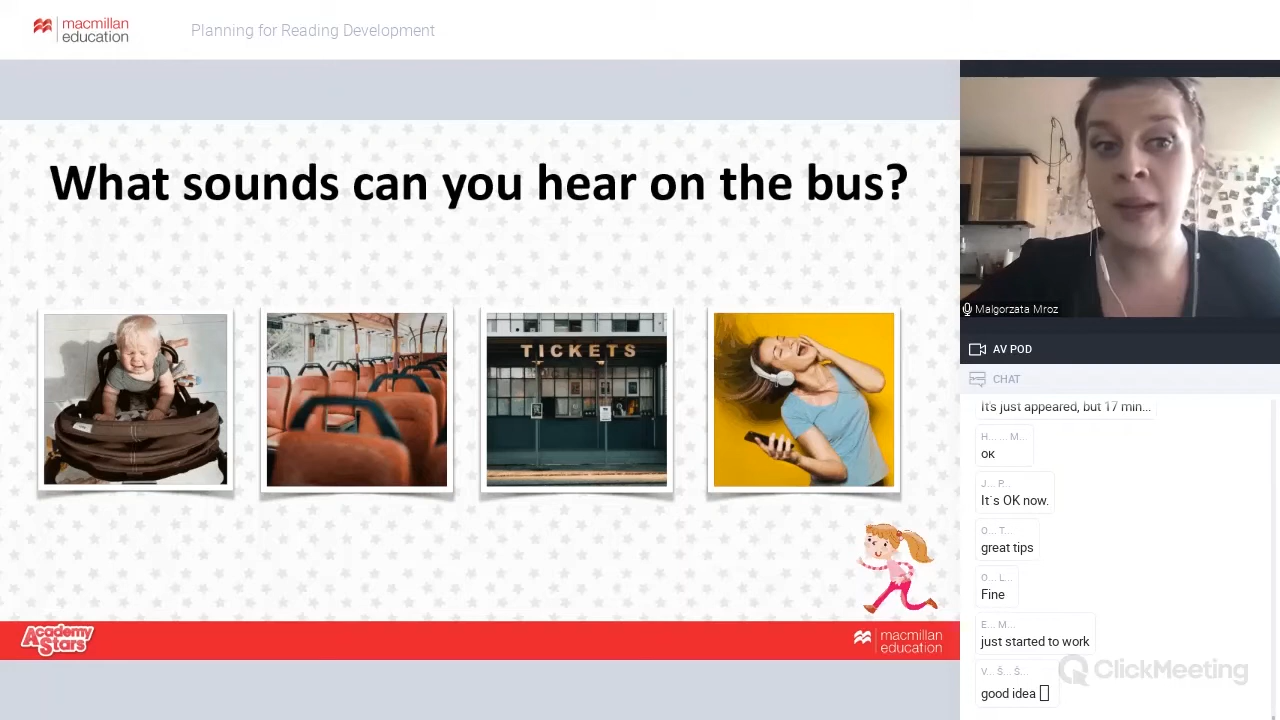 macmillan
education
Planning for Reading Development
What sounds can you hear on the bus?
TICKETS
Academy
Stars
macmillan
education
Malgorzata Mroz
AV POD
CHAT
It's just appeared, but 17 min...
H... ... M...
ок
J... P...
It´s OK now.
O... T...
great tips
O... L...
Fine
E... M...
just started to work
V... Š... Š...
good idea
ClickMeeting